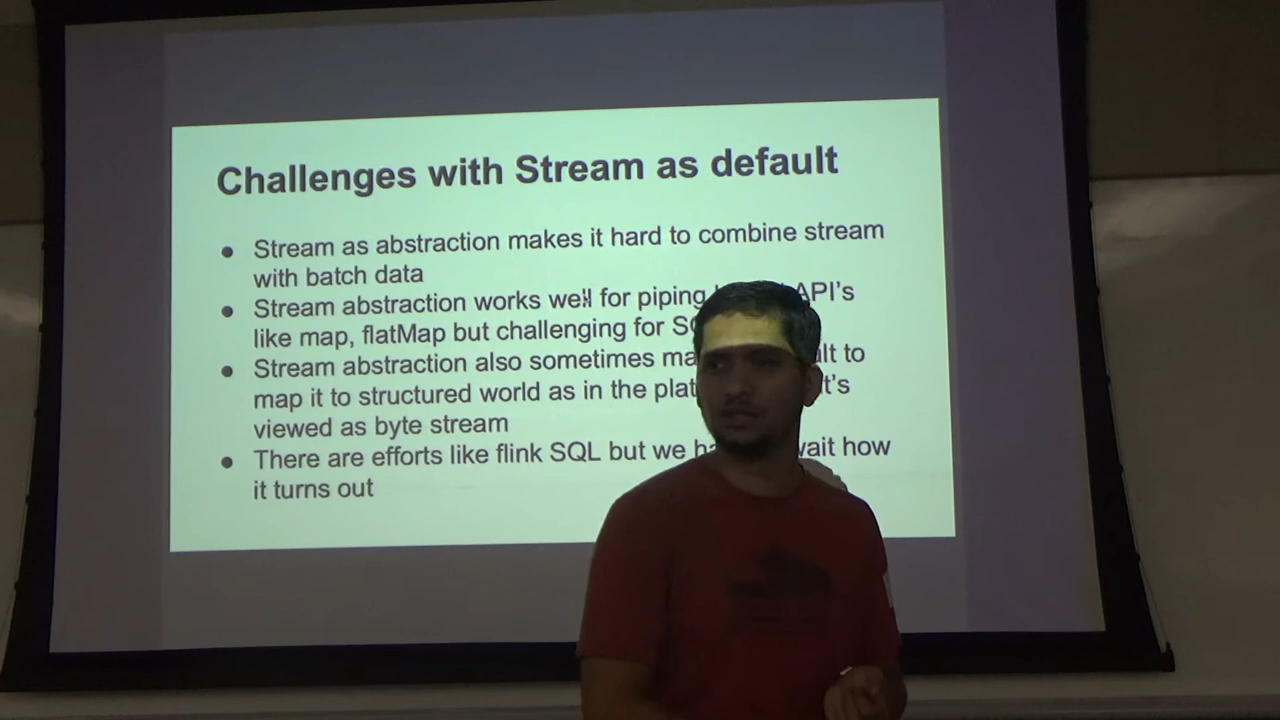 Challenges with Stream as default
● Stream as abstraction makes it hard to combine stream
with batch data
● Stream abstraction works well for piping API's
like map, flatMap but challenging for
● Stream abstraction also sometimes to
map it to structured world as in the
viewed as byte stream
● There are efforts like flink SQL but we wait how
it turns out